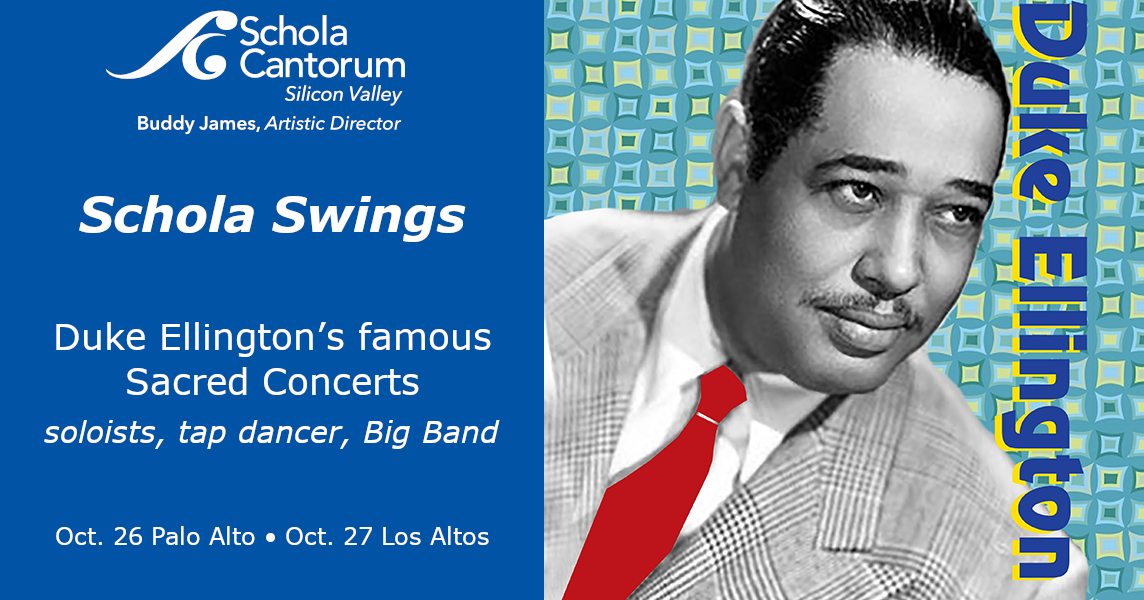 Schola
Cantorum
Silicon Valley
Buddy James, Artistic Director
Schola Swings
Duke Ellington’s famous
Sacred Concerts
soloists, tap dancer, Big Band
Oct. 26 Palo Alto • Oct. 27 Los Altos
Duke Ellington